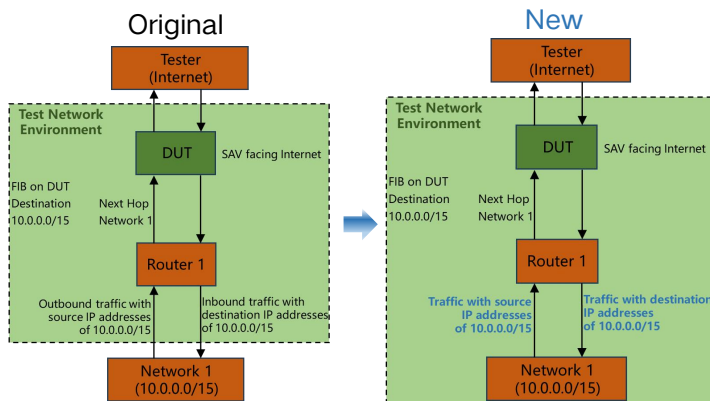 Original
Tester
(Internet)
Test Network
Environment
DUT
SAV facing Internet
FIB on DUT
Destination
10.0.0.0/15
Next Hop
Network 1
Router 1
Outbound traffic with
source IP addresses
of 10.0.0.0/15
Inbound traffic with
destination IP addresses
of 10.0.0.0/15
Network 1
(10.0.0.0/15)
New
Tester
(Internet)
Test Network
Environment
DUT
SAV facing Internet
FIB on DUT
Destination
10.0.0.0/15
Next Hop
Network 1
Router 1
Traffic with source
IP addresses
of 10.0.0.0/15
Traffic with destination
IP addresses
of 10.0.0.0/15
Network 1
(10.0.0.0/15)